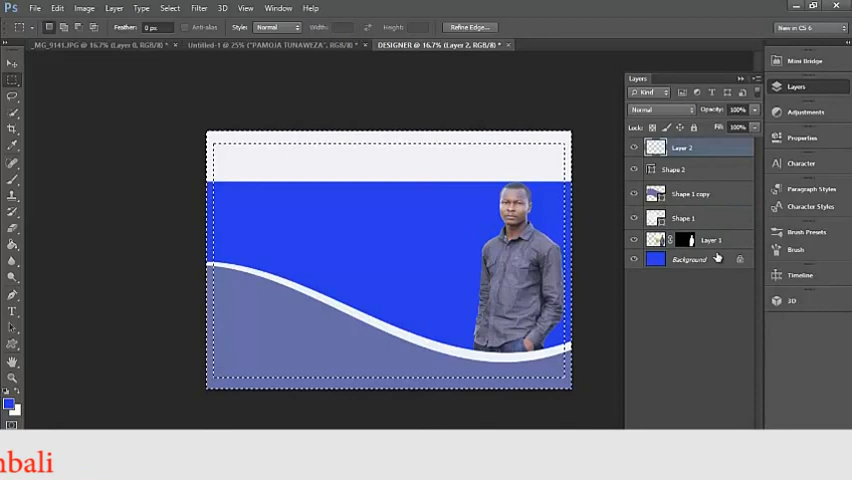 Ps File Edit Image Layer Type Select Filter 3D View Window Help
Feather: 0 px Anti-alias Style: Normal Width: Height: Refine Edge... New in CS 6
_MG_9141.JPG @ 16.7% (Layer 0, RGB/8) * × Untitled-1 @ 25% ("PAMOJA TUNAWEZA", RGB/8) * × DESIGNER @ 16.7% (Layer 2, RGB/8) * ×
Layers
Kind
Normal Opacity: 100%
Lock: Fill: 100%
Layer 2
Shape 2
Shape 1 copy
Shape 1
Layer 1
Background
Mini Bridge
Layers
Adjustments
Properties
Character
Paragraph Styles
Character Styles
Brush Presets
Brush
Timeline
3D
mbali